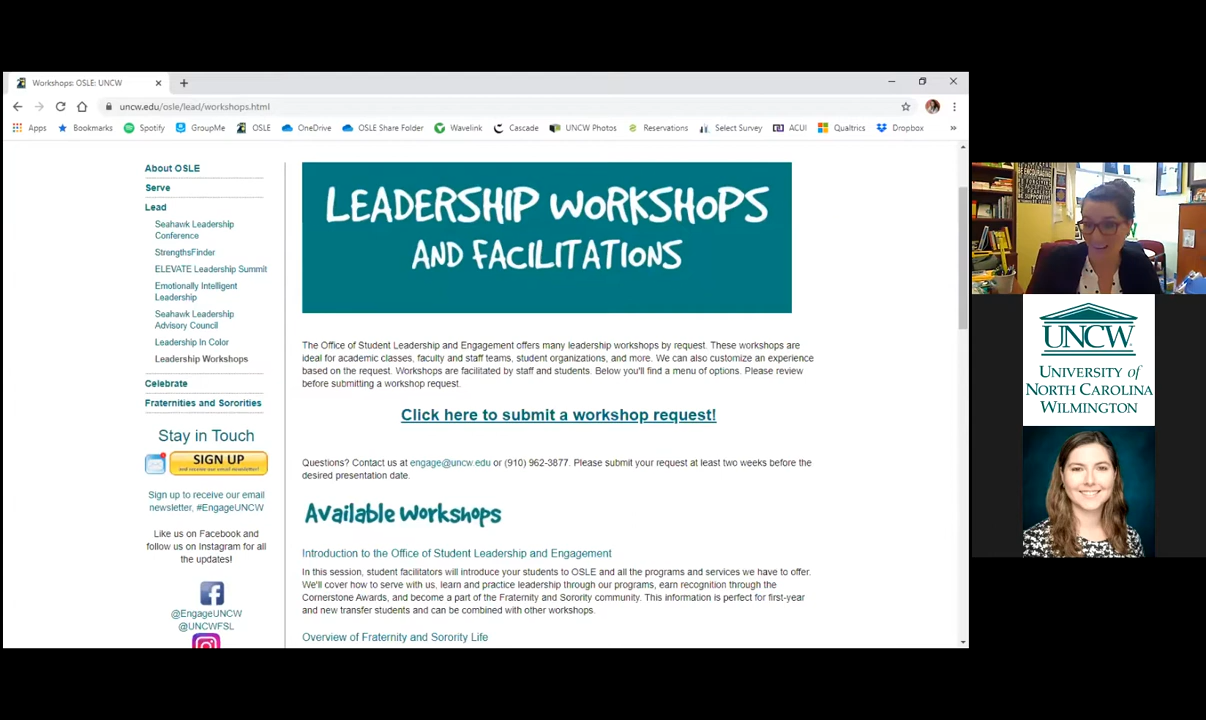 Workshops: OSLE: UNCW
uncw.edu/osle/lead/workshops.html
Apps Bookmarks Spotify GroupMe OSLE OneDrive OSLE Share Folder Wavelink Cascade UNCW Photos Reservations Select Survey ACUI Qualtrics Dropbox »
About OSLE
Serve
Lead
Seahawk Leadership
Conference
StrengthsFinder
ELEVATE Leadership Summit
Emotionally Intelligent
Leadership
Seahawk Leadership
Advisory Council
Leadership In Color
Leadership Workshops
Celebrate
Fraternities and Sororities
Stay in Touch
SIGN UP
and receive our email newsletter!
Sign up to receive our email
newsletter, #EngageUNCW
Like us on Facebook and
follow us on Instagram for all
the updates!
@EngageUNCW
@UNCWFSL
LEADERSHIP WORKSHOPS
AND FACILITATIONS
The Office of Student Leadership and Engagement offers many leadership workshops by request. These workshops are
ideal for academic classes, faculty and staff teams, student organizations, and more. We can also customize an experience
based on the request. Workshops are facilitated by staff and students. Below you'll find a menu of options. Please review
before submitting a workshop request.
Click here to submit a workshop request!
Questions? Contact us at engage@uncw.edu or (910) 962-3877. Please submit your request at least two weeks before the
desired presentation date.
Available Workshops
Introduction to the Office of Student Leadership and Engagement
In this session, student facilitators will introduce your students to OSLE and all the programs and services we have to offer.
We'll cover how to serve with us, learn and practice leadership through our programs, earn recognition through the
Cornerstone Awards, and become a part of the Fraternity and Sorority community. This information is perfect for first-year
and new transfer students and can be combined with other workshops.
Overview of Fraternity and Sorority Life
BE ENCOURAGING
UNCW
UNIVERSITY of
NORTH CAROLINA
WILMINGTON